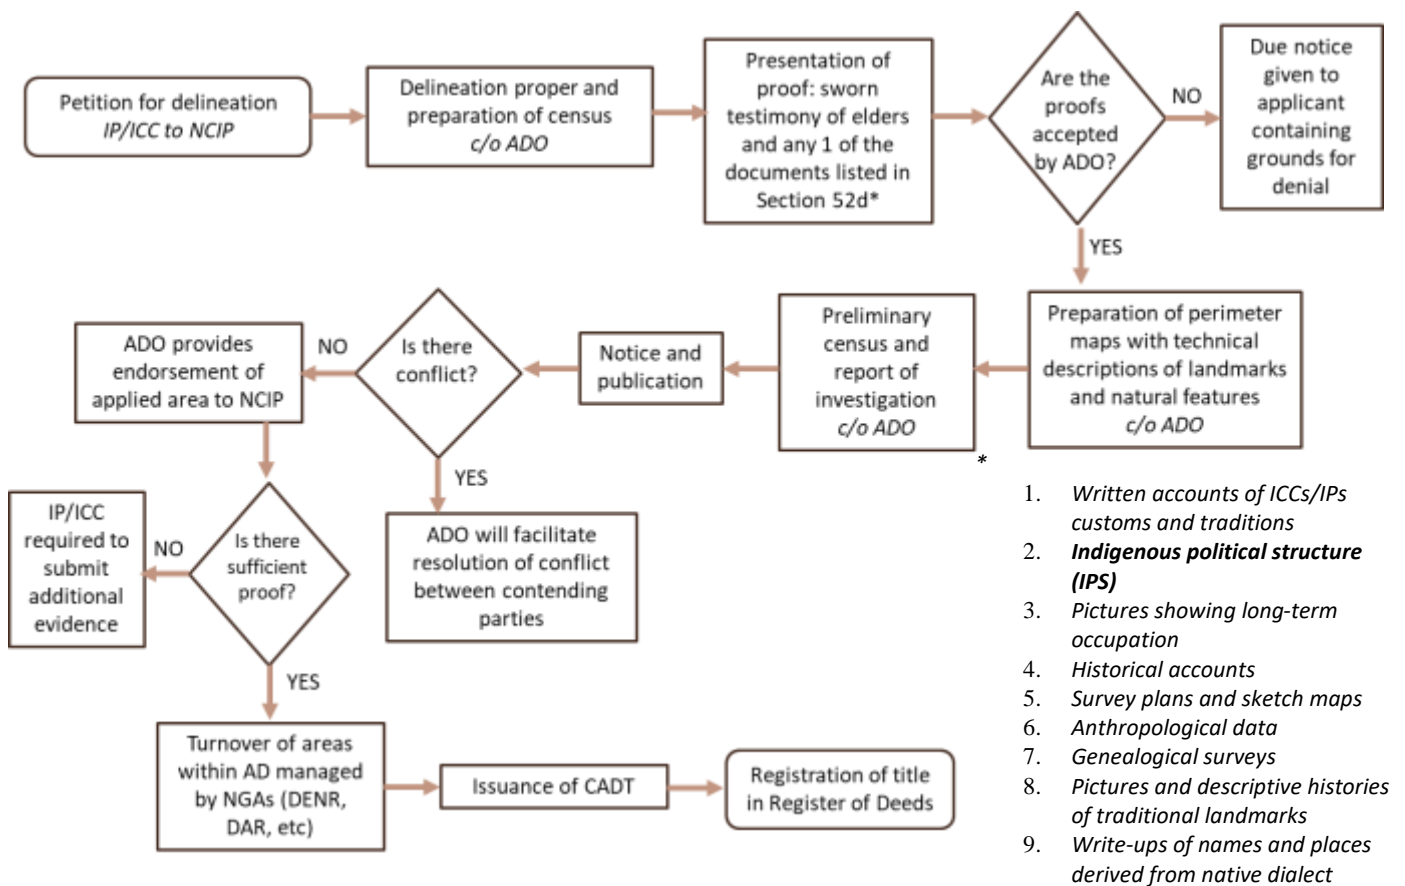 Petition for delineation
IP/ICC to NCIP
Delineation proper and
preparation of census
c/o ADO
Presentation of
proof: sworn
testimony of elders
and any 1 of the
documents listed in
Section 52d*
Are the
proofs
accepted
by ADO?
NO
Due notice
given to
applicant
containing
grounds for
denial
YES
Preparation of perimeter
maps with technical
descriptions of landmarks
and natural features
c/o ADO
Preliminary
census and
report of
investigation
c/o ADO
Notice and
publication
Is there
conflict?
NO
ADO provides
endorsement of
applied area to NCIP
YES
ADO will facilitate
resolution of conflict
between contending
parties
Is there
sufficient
proof?
NO
IP/ICC
required to
submit
additional
evidence
YES
Turnover of areas
within AD managed
by NGAs (DENR,
DAR, etc)
Issuance of CADT
Registration of title
in Register of Deeds
*
1. Written accounts of ICCs/IPs
customs and traditions
2. Indigenous political structure
(IPS)
3. Pictures showing long-term
occupation
4. Historical accounts
5. Survey plans and sketch maps
6. Anthropological data
7. Genealogical surveys
8. Pictures and descriptive histories
of traditional landmarks
9. Write-ups of names and places
derived from native dialect